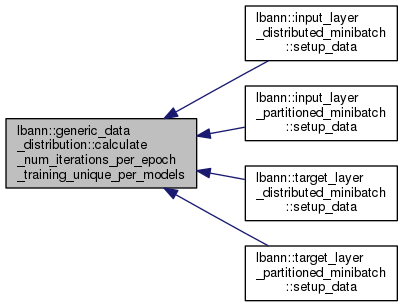 lbann::generic_data
_distribution::calculate
_num_iterations_per_epoch
_training_unique_per_models
lbann::input_layer
_distributed_minibatch
::setup_data
lbann::input_layer
_partitioned_minibatch
::setup_data
lbann::target_layer
_distributed_minibatch
::setup_data
lbann::target_layer
_partitioned_minibatch
::setup_data